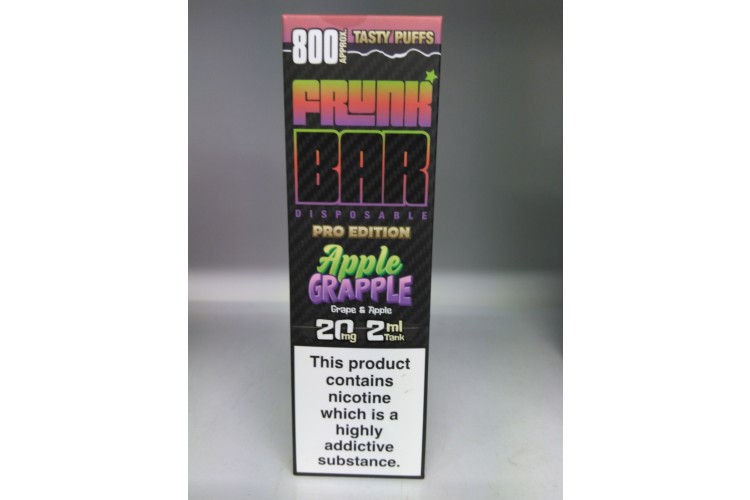 800 APPROX. TASTY PUFFS
FRUNK
BAR
DISPOSABLE
PRO EDITION
Apple
GRAPPLE
Grape & Apple
20mg 2ml Tank
This product
contains
nicotine
which is a
highly
addictive
substance.